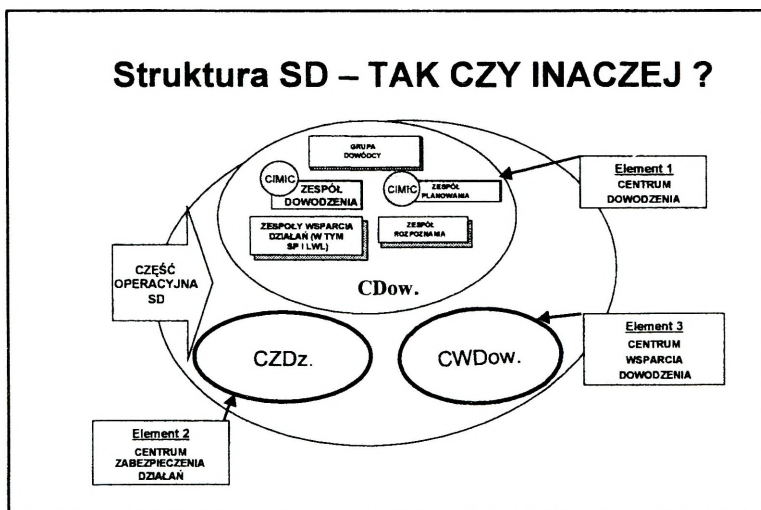 Struktura SD – TAK CZY INACZEJ ?
GRUPA
DOWÓDCY
CIMIC
ZESPÓŁ
DOWODZENIA
CIMIC
ZESPÓŁ
PLANOWANIA
ZESPOŁY WSPARCIA
DZIAŁAŃ (W TYM
SP I LWL)
ZESPÓŁ
ROZPOZNANIA
CDow.
Element 1
CENTRUM
DOWODZENIA
CZĘŚĆ
OPERACYJNA
SD
CZDz.
CWDow.
Element 3
CENTRUM
WSPARCIA
DOWODZENIA
Element 2
CENTRUM
ZABEZPIECZENIA
DZIAŁAŃ